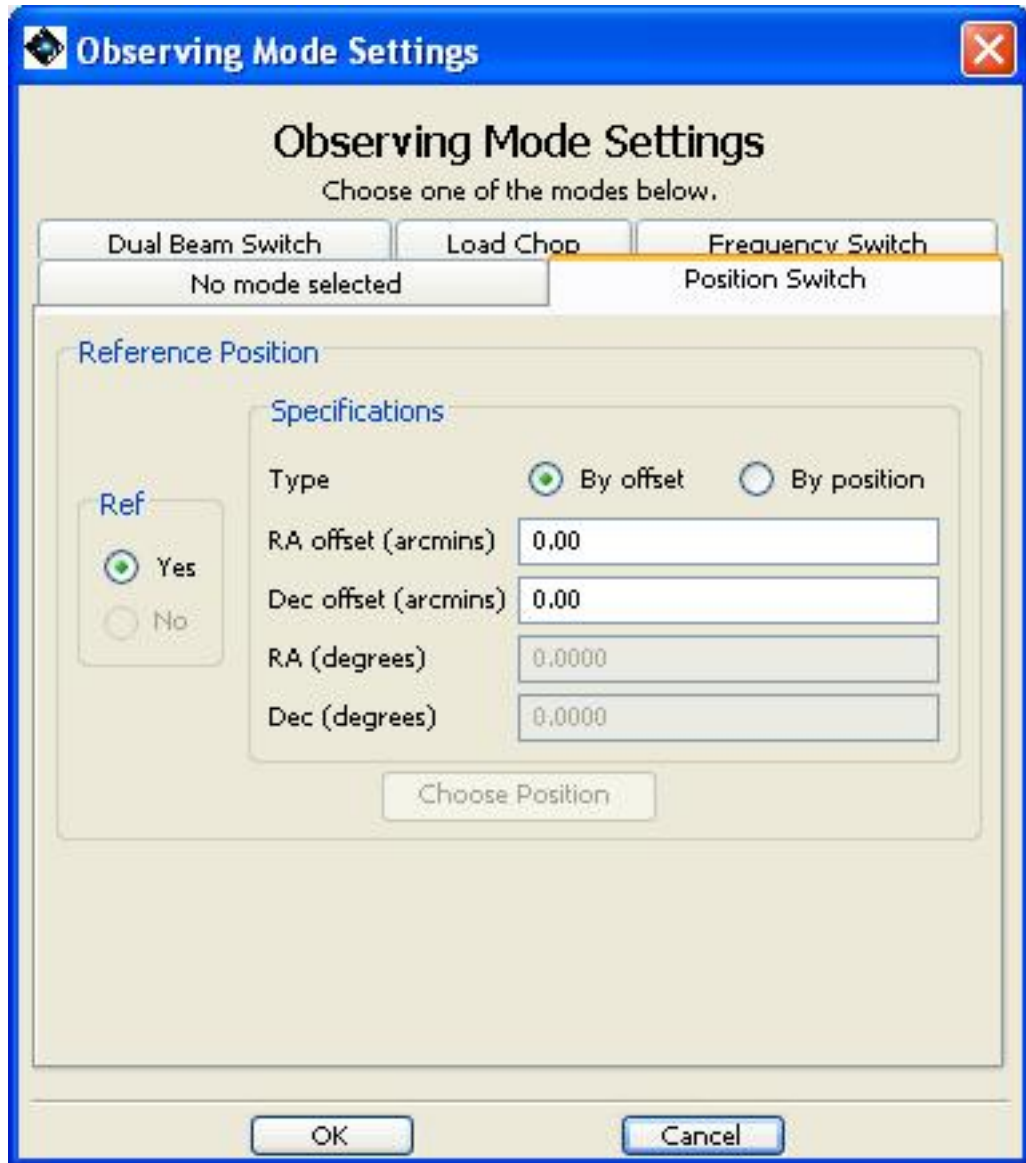 Observing Mode Settings
Observing Mode Settings
Choose one of the modes below.
Dual Beam Switch
Load Chop
Frequency Switch
No mode selected
Position Switch
Reference Position
Specifications
Type
By offset
By position
Ref
Yes
No
RA offset (arcmins)
0.00
Dec offset (arcmins)
0.00
RA (degrees)
0.0000
Dec (degrees)
0.0000
Choose Position
OK
Cancel